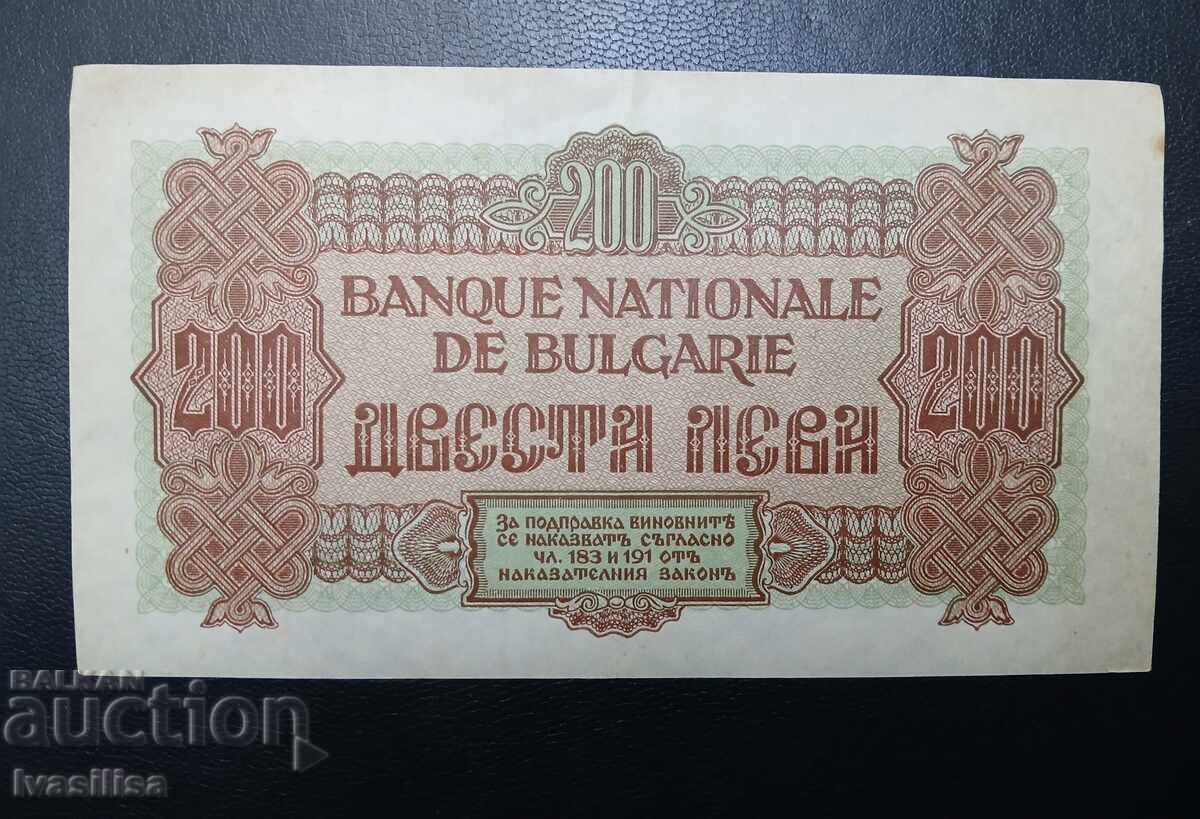 200
BANQUE NATIONALE
DE BULGARIE
200
200
ДВЕСТА ЛЕВА
За подправка виновнитѣ
се наказватъ съгласно
чл. 183 и 191 отъ
наказателния законъ
BALKAN
auction
Ivasilisa